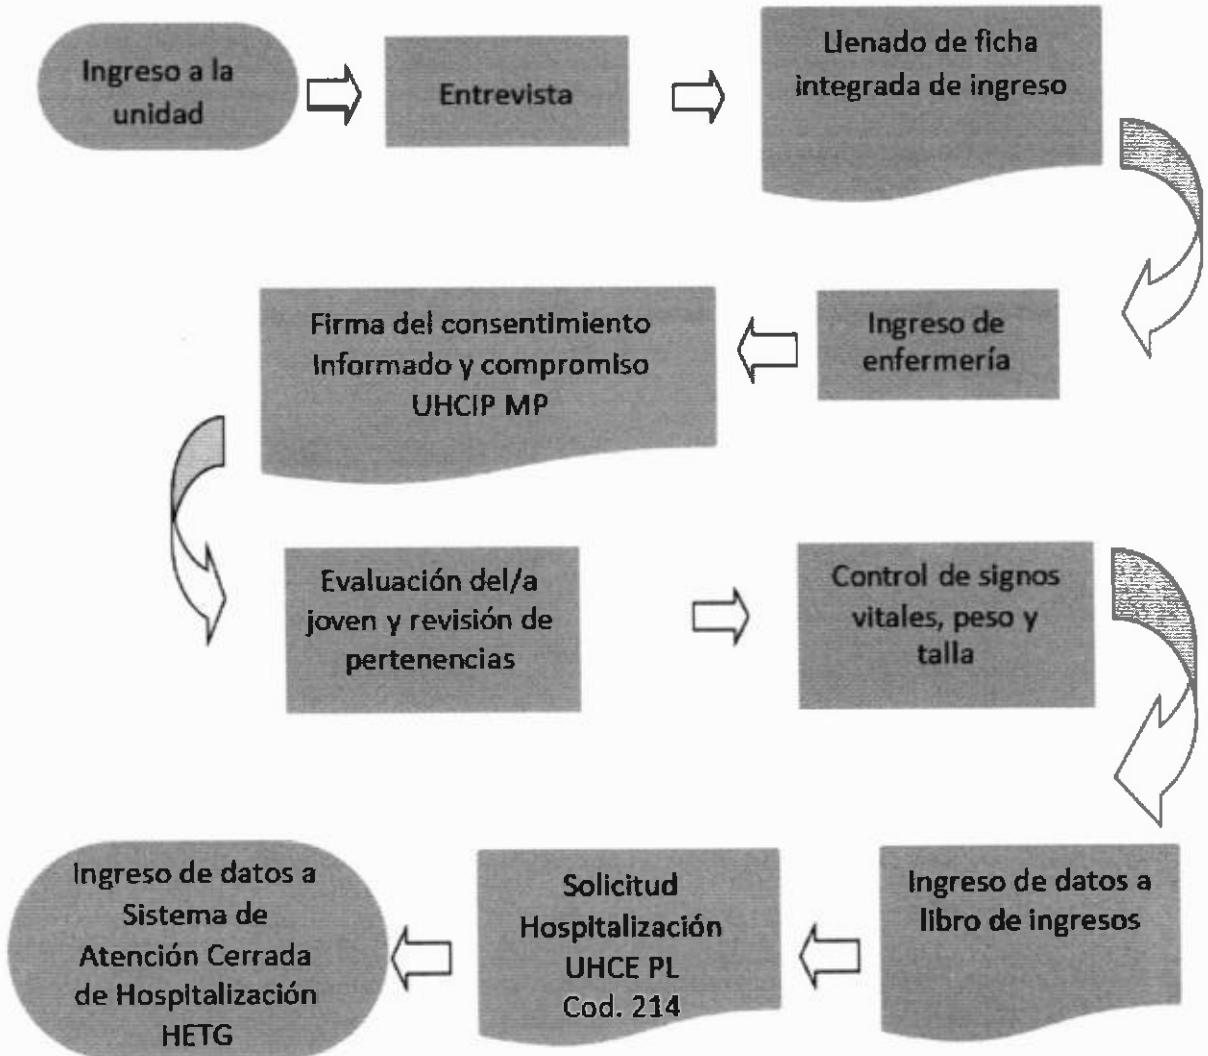 Ingreso a la
unidad
Entrevista
Llenado de ficha
integrada de ingreso
Ingreso de
enfermería
Firma del consentimiento
Informado y compromiso
UHCIP MP
Evaluación del/a
joven y revisión de
pertenencias
Control de signos
vitales, peso y
talla
Ingreso de datos a
libro de ingresos
Solicitud
Hospitalización
UHCE PL
Cod. 214
Ingreso de datos a
Sistema de
Atención Cerrada
de Hospitalización
HETG